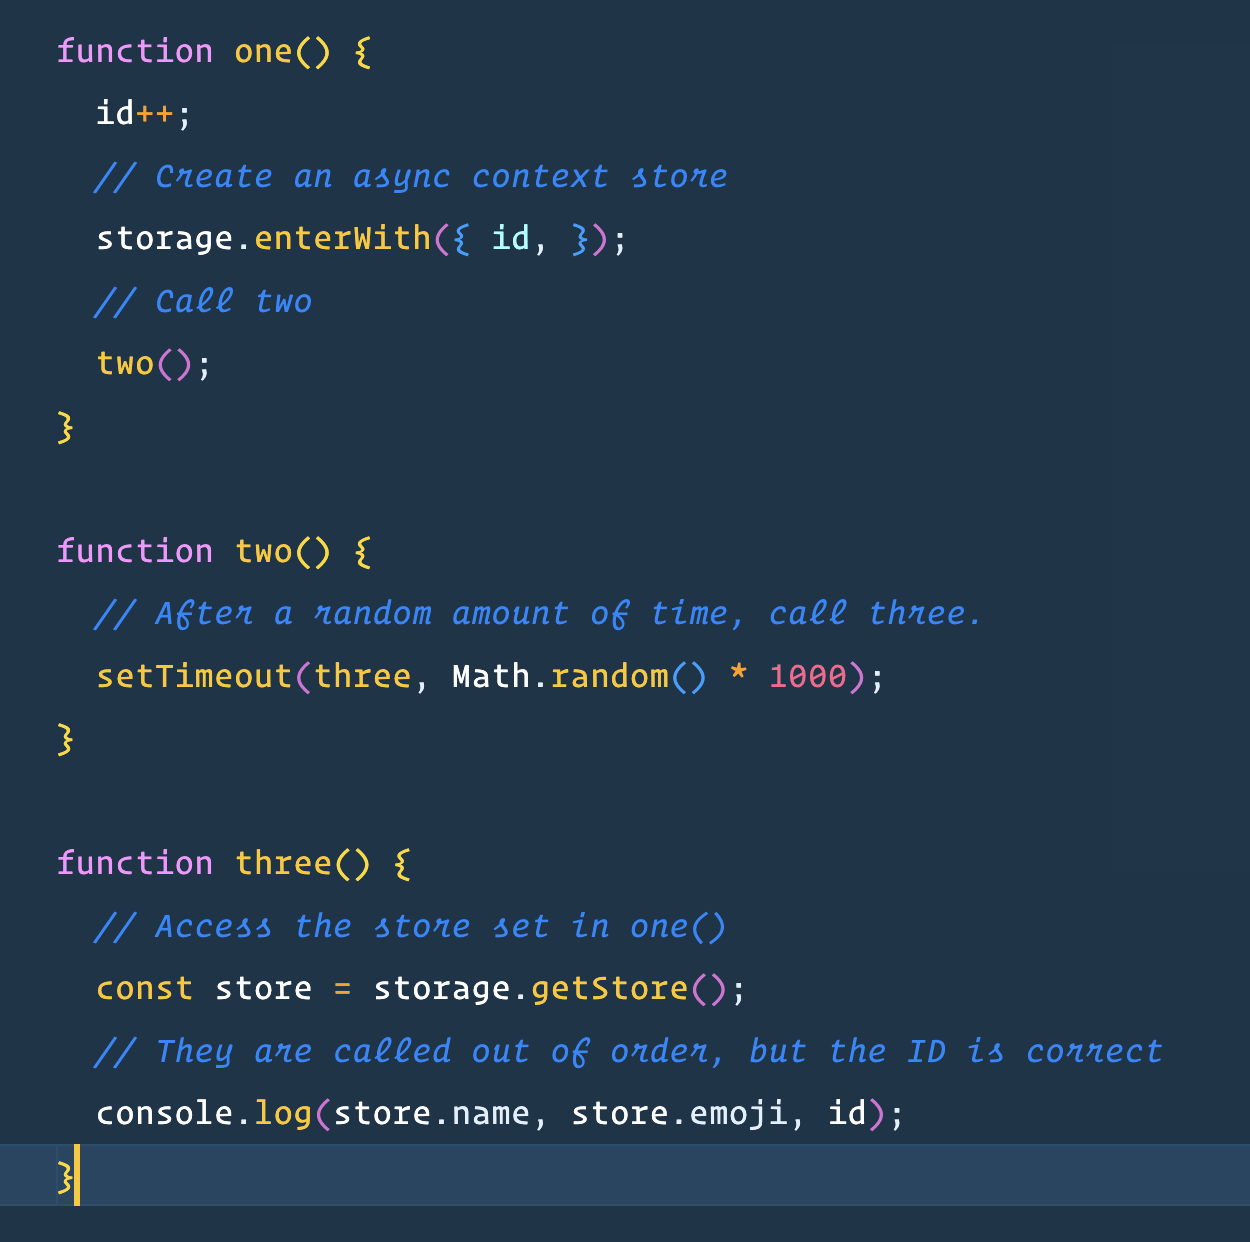 function one() {
id++;
// Create an async context store
storage.enterWith({ id, });
// Call two
two();
}
function two() {
// After a random amount of time, call three.
setTimeout(three, Math.random() * 1000);
}
function three() {
// Access the store set in one()
const store = storage.getStore();
// They are called out of order, but the ID is correct
console.log(store.name, store.emoji, id);
}